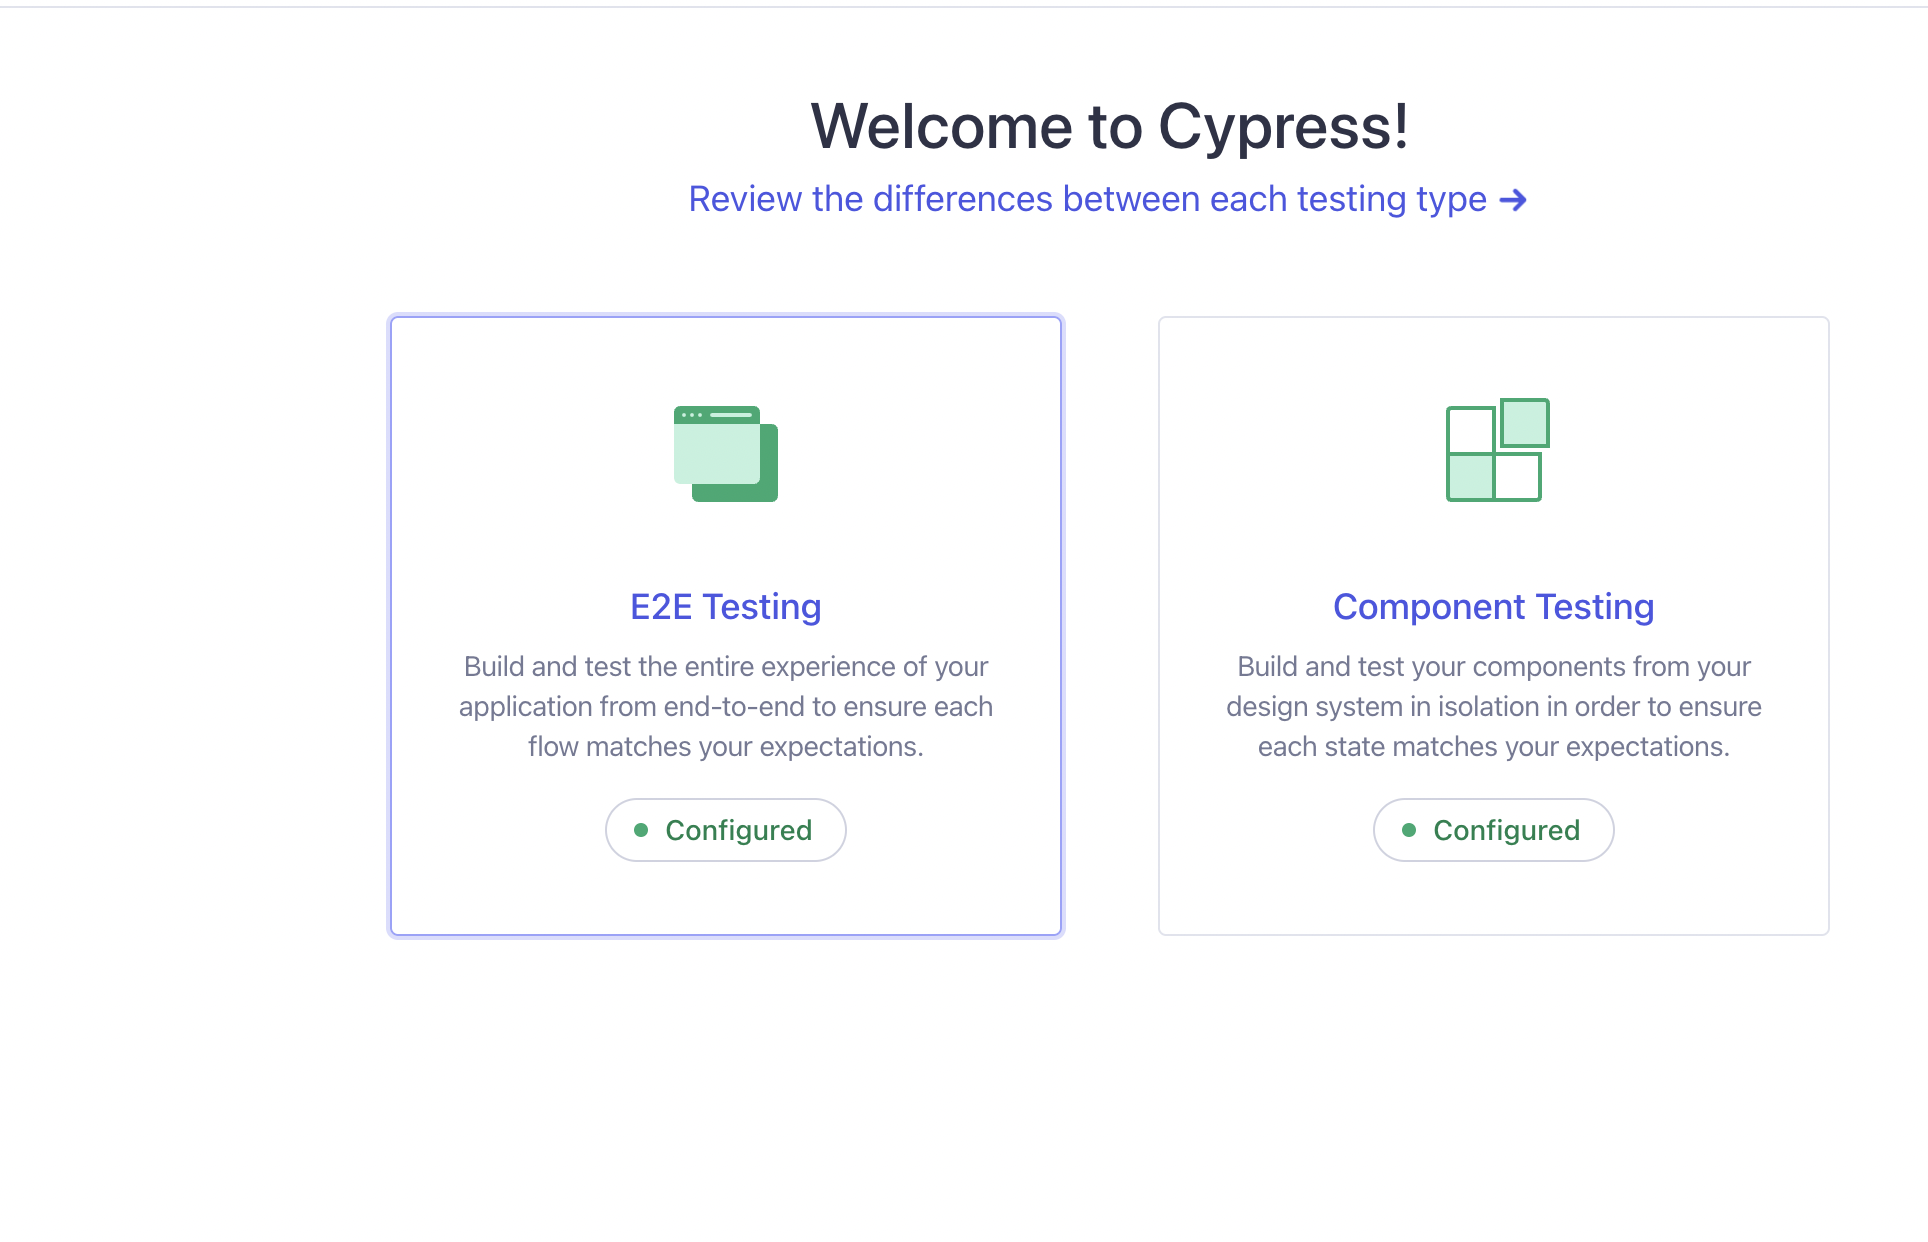 Welcome to Cypress!
Review the differences between each testing type →
E2E Testing
Build and test the entire experience of your
application from end-to-end to ensure each
flow matches your expectations.
Configured
Component Testing
Build and test your components from your
design system in isolation in order to ensure
each state matches your expectations.
Configured